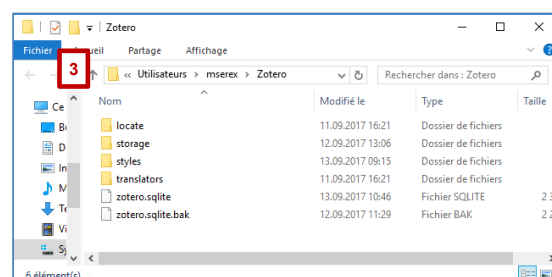 Zotero
Fichier Partage Affichage
3
« Utilisateurs > mserex > Zotero
Rechercher dans : Zotero
Nom Modifié le Type Taille
Ce
locate 11.09.2017 16:21 Dossier de fichiers
storage 12.09.2017 13:06 Dossier de fichiers
styles 13.09.2017 09:15 Dossier de fichiers
translators 11.09.2017 16:21 Dossier de fichiers
zotero.sqlite 13.09.2017 10:46 Fichier SQLITE
zotero.sqlite.bak 12.09.2017 11:29 Fichier BAK
6 élément(s)